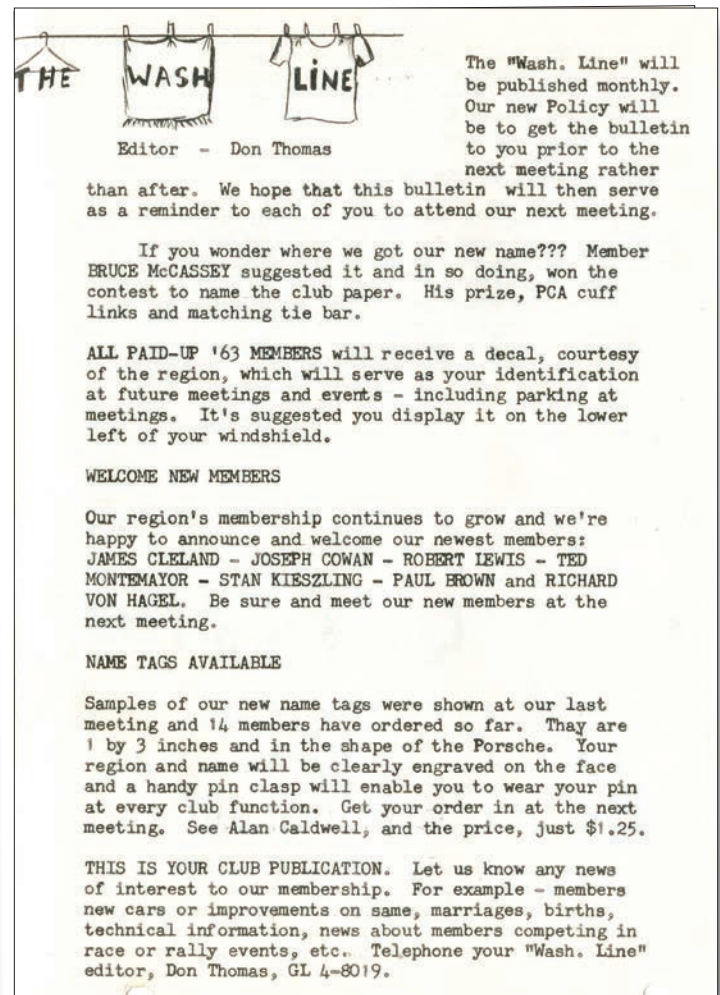 THE WASH LINE
Editor - Don Thomas
The "Wash. Line" will
be published monthly.
Our new Policy will
be to get the bulletin
to you prior to the
next meeting rather
than after. We hope that this bulletin will then serve
as a reminder to each of you to attend our next meeting.
If you wonder where we got our new name??? Member
BRUCE McCASSEY suggested it and in so doing, won the
contest to name the club paper. His prize, PCA cuff
links and matching tie bar.
ALL PAID-UP '63 MEMBERS will receive a decal, courtesy
of the region, which will serve as your identification
at future meetings and events - including parking at
meetings. It's suggested you display it on the lower
left of your windshield.
WELCOME NEW MEMBERS
Our region's membership continues to grow and we're
happy to announce and welcome our newest members:
JAMES CLELAND - JOSEPH COWAN - ROBERT LEWIS - TED
MONTEMAYOR - STAN KIESZLING - PAUL BROWN and RICHARD
VON HAGEL. Be sure and meet our new members at the
next meeting.
NAME TAGS AVAILABLE
Samples of our new name tags were shown at our last
meeting and 14 members have ordered so far. Thay are
1 by 3 inches and in the shape of the Porsche. Your
region and name will be clearly engraved on the face
and a handy pin clasp will enable you to wear your pin
at every club function. Get your order in at the next
meeting. See Alan Caldwell, and the price, just $1.25.
THIS IS YOUR CLUB PUBLICATION. Let us know any news
of interest to our membership. For example - members
new cars or improvements on same, marriages, births,
technical information, news about members competing in
race or rally events, etc. Telephone your "Wash. Line"
editor, Don Thomas, GL 4-8019.